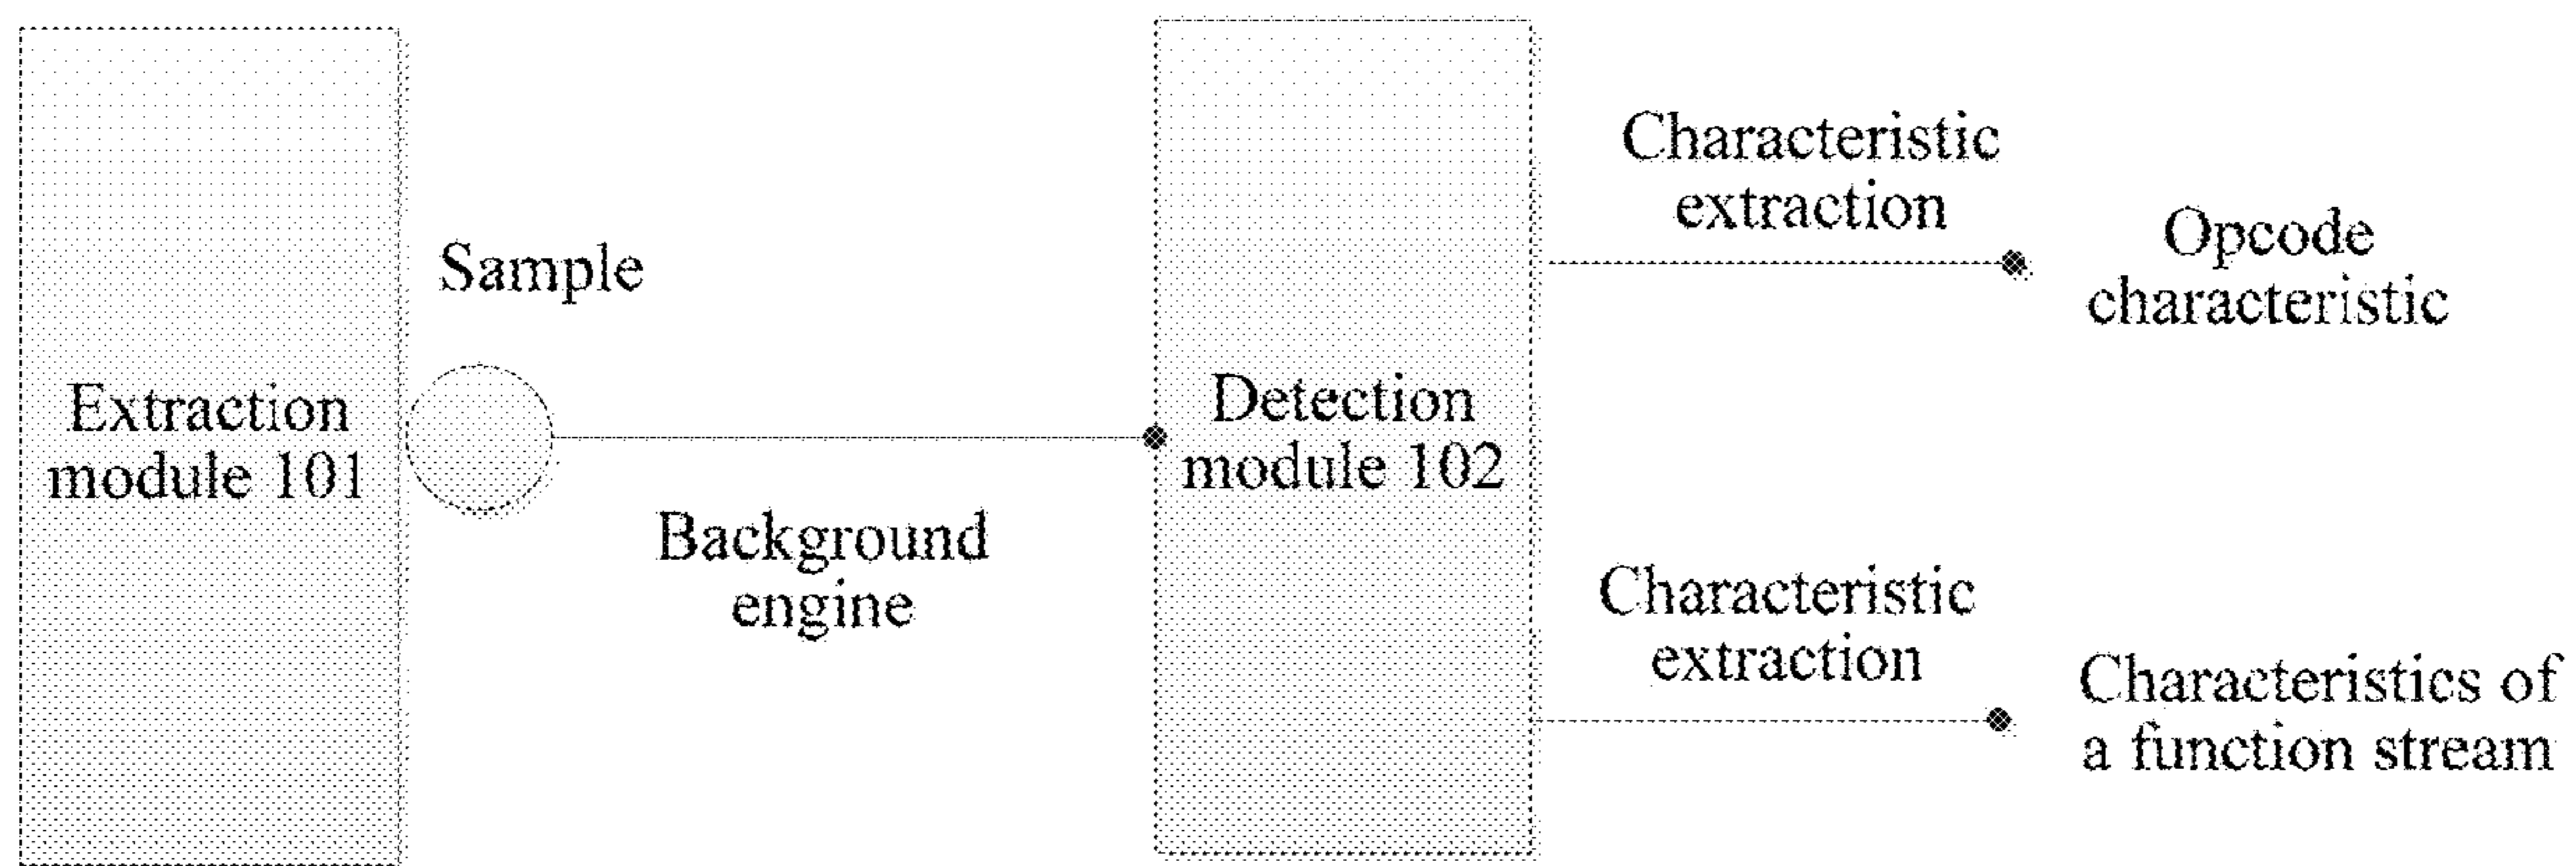 Extraction
module 101
Sample
Background
engine
Detection
module 102
Characteristic
extraction
Opcode
characteristic
Characteristic
extraction
Characteristics of
a function stream